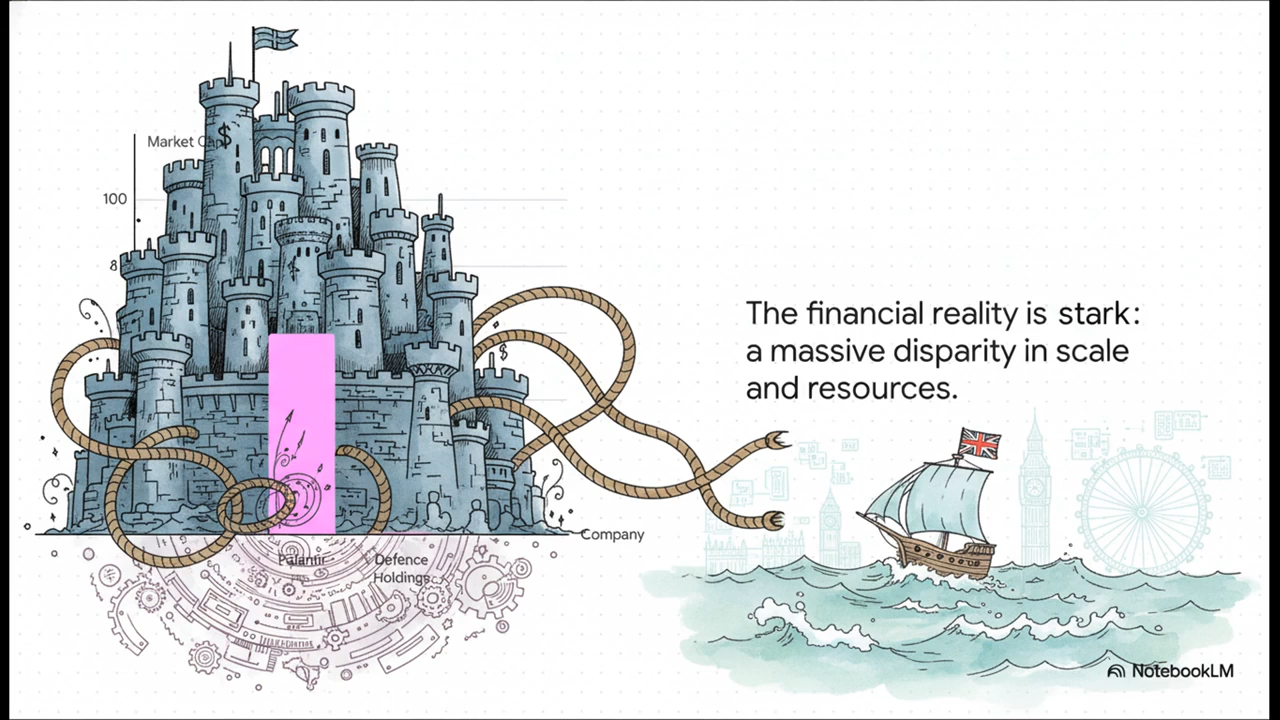 Market Cap
$
100
8
$
The financial reality is stark:
a massive disparity in scale
and resources.
Company
Palantir
Defence
Holdings
NotebookLM